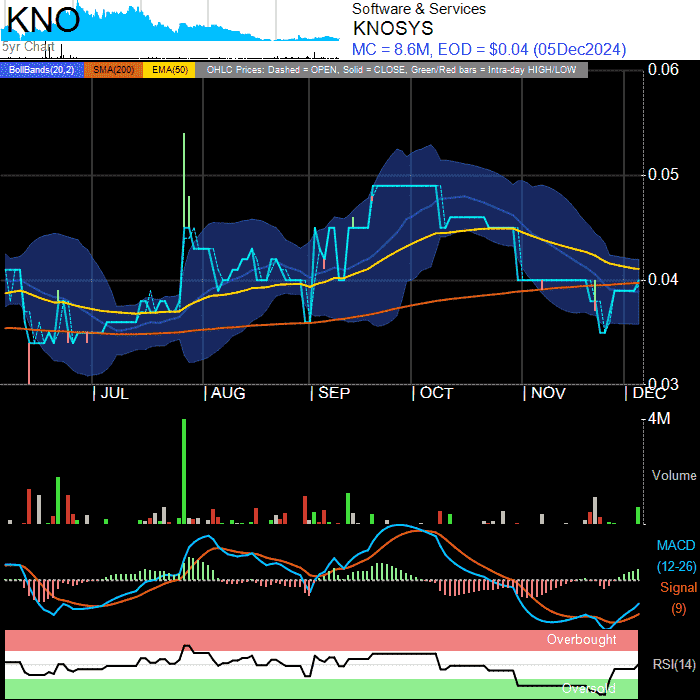 KNO
5yr Chart
Software & Services
KNOSYS
MC = 8.6M, EOD = $0.04 (05Dec2024)
BollBands(20,2) SMA(200) EMA(50) OHLC Prices: Dashed = OPEN, Solid = CLOSE, Green/Red bars = Intra-day HIGH/LOW
0.06
0.05
0.04
0.03
JUL AUG SEP OCT NOV DEC
4M
Volume
MACD
(12-26)
Signal
(9)
Overbought
RSI(14)
Oversold